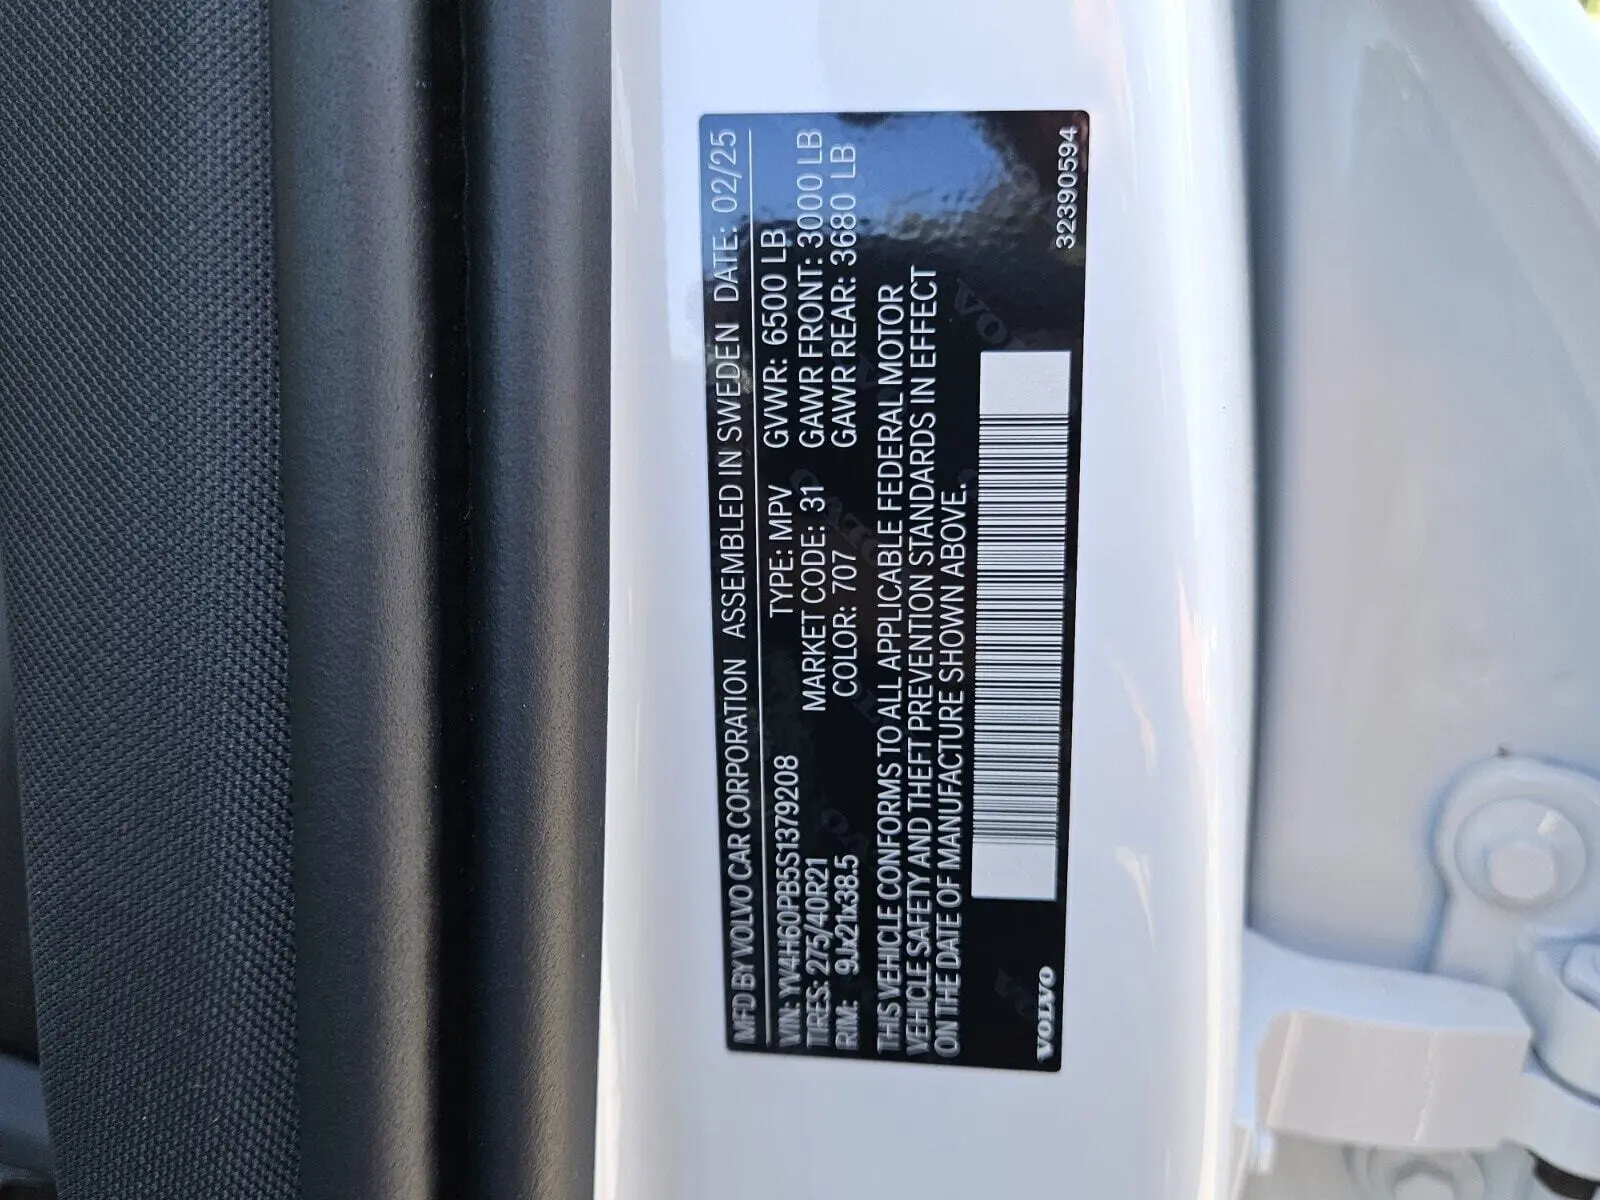 MFD BY VOLVO CAR CORPORATION ASSEMBLED IN SWEDEN DATE: 02/25
VIN: YV4H60PB5S1379208 TYPE: MPV GVWR: 6500 LB
TIRES: 275/40R21 MARKET CODE: 31 GAWR FRONT: 3000 LB
RIM: 9Jx21x38.5 COLOR: 707 GAWR REAR: 3680 LB
THIS VEHICLE CONFORMS TO ALL APPLICABLE FEDERAL MOTOR
VEHICLE SAFETY AND THEFT PREVENTION STANDARDS IN EFFECT
ON THE DATE OF MANUFACTURE SHOWN ABOVE.
VOLVO 32390594